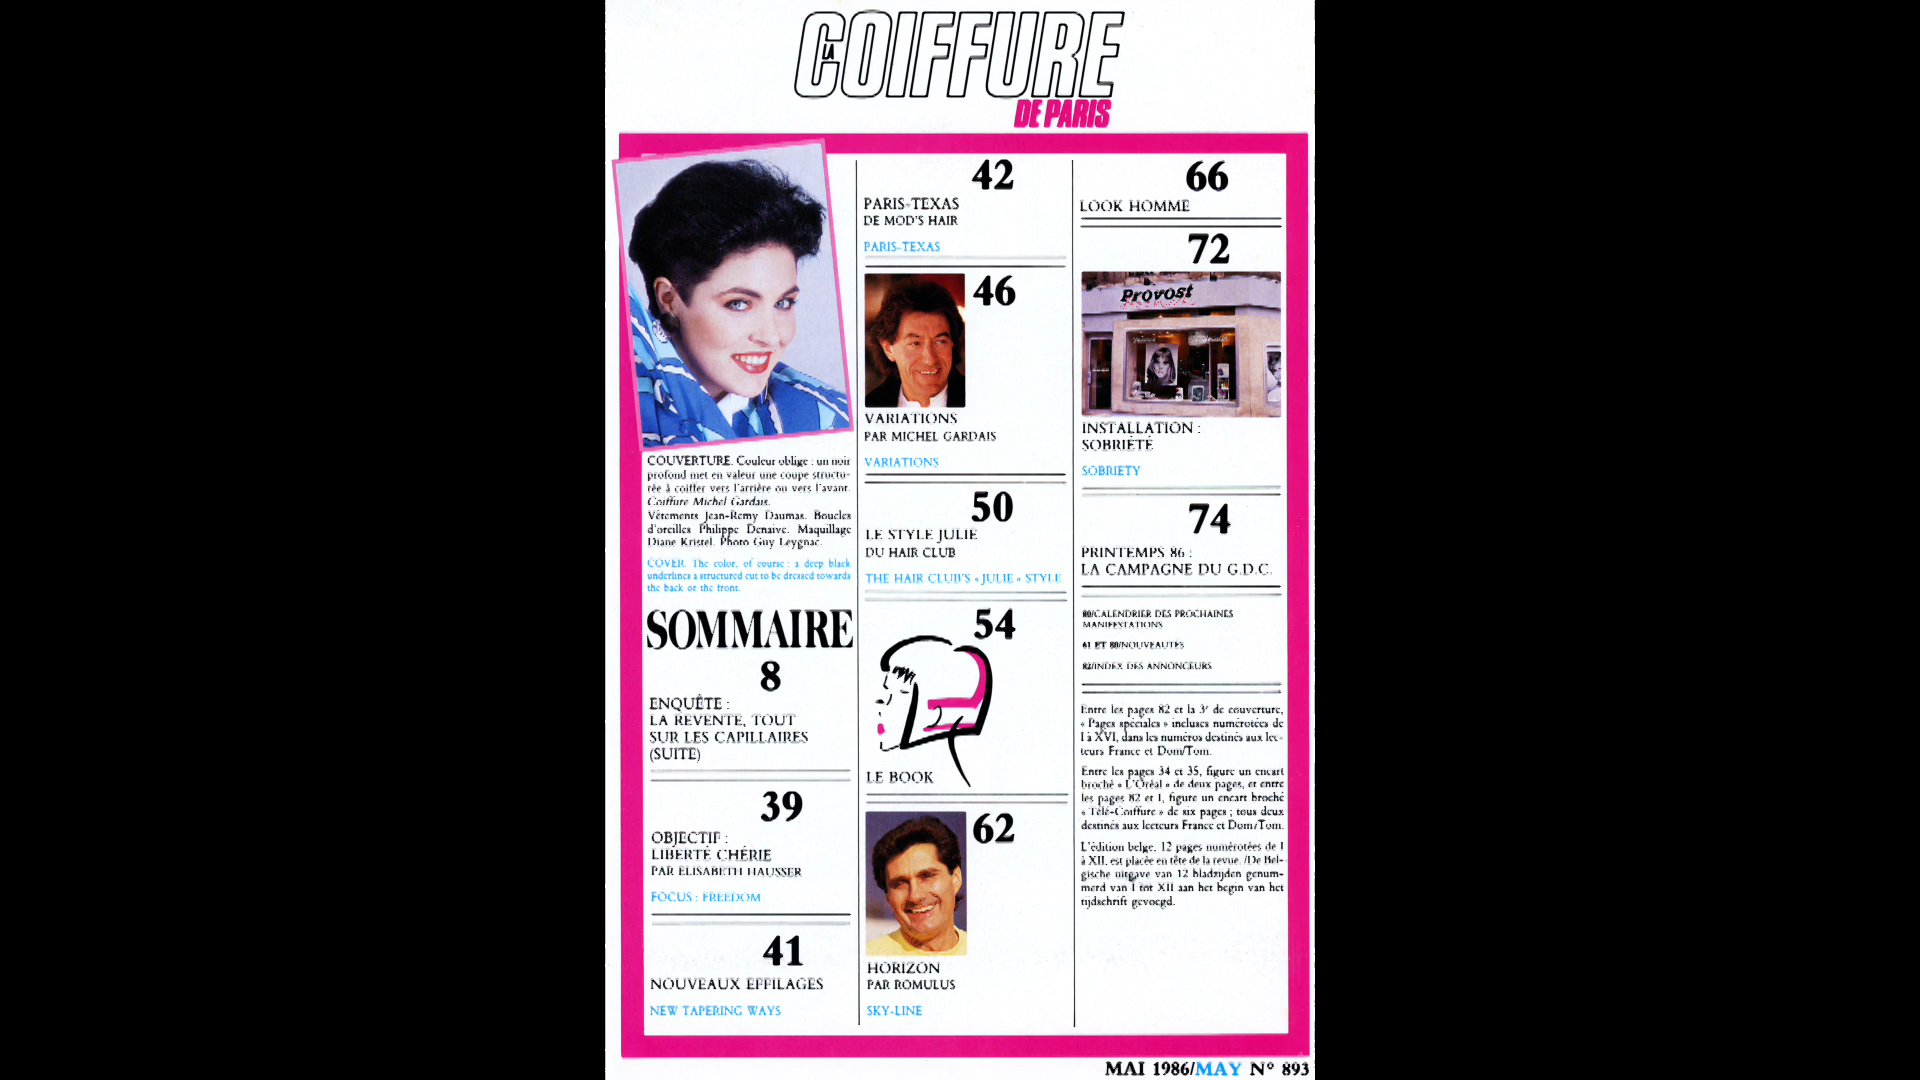 LA
COIFFURE
DE PARIS
COUVERTURE. Couleur oblige : un noir
profond met en valeur une coupe structu-
rée à coiffer vers l'arrière ou vers l'avant.
Coiffure Michel Gardais.
Vêtements Jean-Remy Daumas. Boucles
d'oreilles Philippe Denaive. Maquillage
Diane Kristel. Photo Guy Leygnac.
COVER. The color, of course : a deep black
underlines a structured cut to be dressed towards
the back or the front.
SOMMAIRE
8
ENQUÊTE :
LA REVENTE, TOUT
SUR LES CAPILLAIRES
(SUITE)
39
OBJECTIF :
LIBERTÉ CHÉRIE
PAR ELISABETH HAUSSER
FOCUS : FREEDOM
41
NOUVEAUX EFFILAGES
NEW TAPERING WAYS
42
PARIS-TEXAS
DE MOD'S HAIR
PARIS-TEXAS
46
VARIATIONS
PAR MICHEL GARDAIS
VARIATIONS
50
LE STYLE JULIE
DU HAIR CLUB
THE HAIR CLUB'S « JULIE » STYLE
54
LE BOOK
62
HORIZON
PAR ROMULUS
SKY-LINE
66
LOOK HOMME
72
Provost
INSTALLATION :
SOBRIÉTÉ
SOBRIETY
74
PRINTEMPS 86 :
LA CAMPAGNE DU G.D.C.
80/CALENDRIER DES PROCHAINES
MANIFESTATIONS
61 ET 80/NOUVEAUTÉS
82/INDEX DES ANNONCEURS
Entre les pages 82 et la 3e de couverture,
« Pages spéciales » incluses numérotées de
I à XVI, dans les numéros destinés aux lec-
teurs France et Dom/Tom.
Entre les pages 34 et 35, figure un encart
broché « L'Oréal » de deux pages, et entre
les pages 82 et I, figure un encart broché
« Télé-Coiffure » de six pages ; tous deux
destinés aux lecteurs France et Dom/Tom.
L'édition belge, 12 pages numérotées de I
à XII, est placée en tête de la revue. /De Bel-
gische uitgave van 12 bladzijden genum-
merd van I tot XII aan het begin van het
tijdschrift gevoegd.
MAI 1986/MAY N° 893